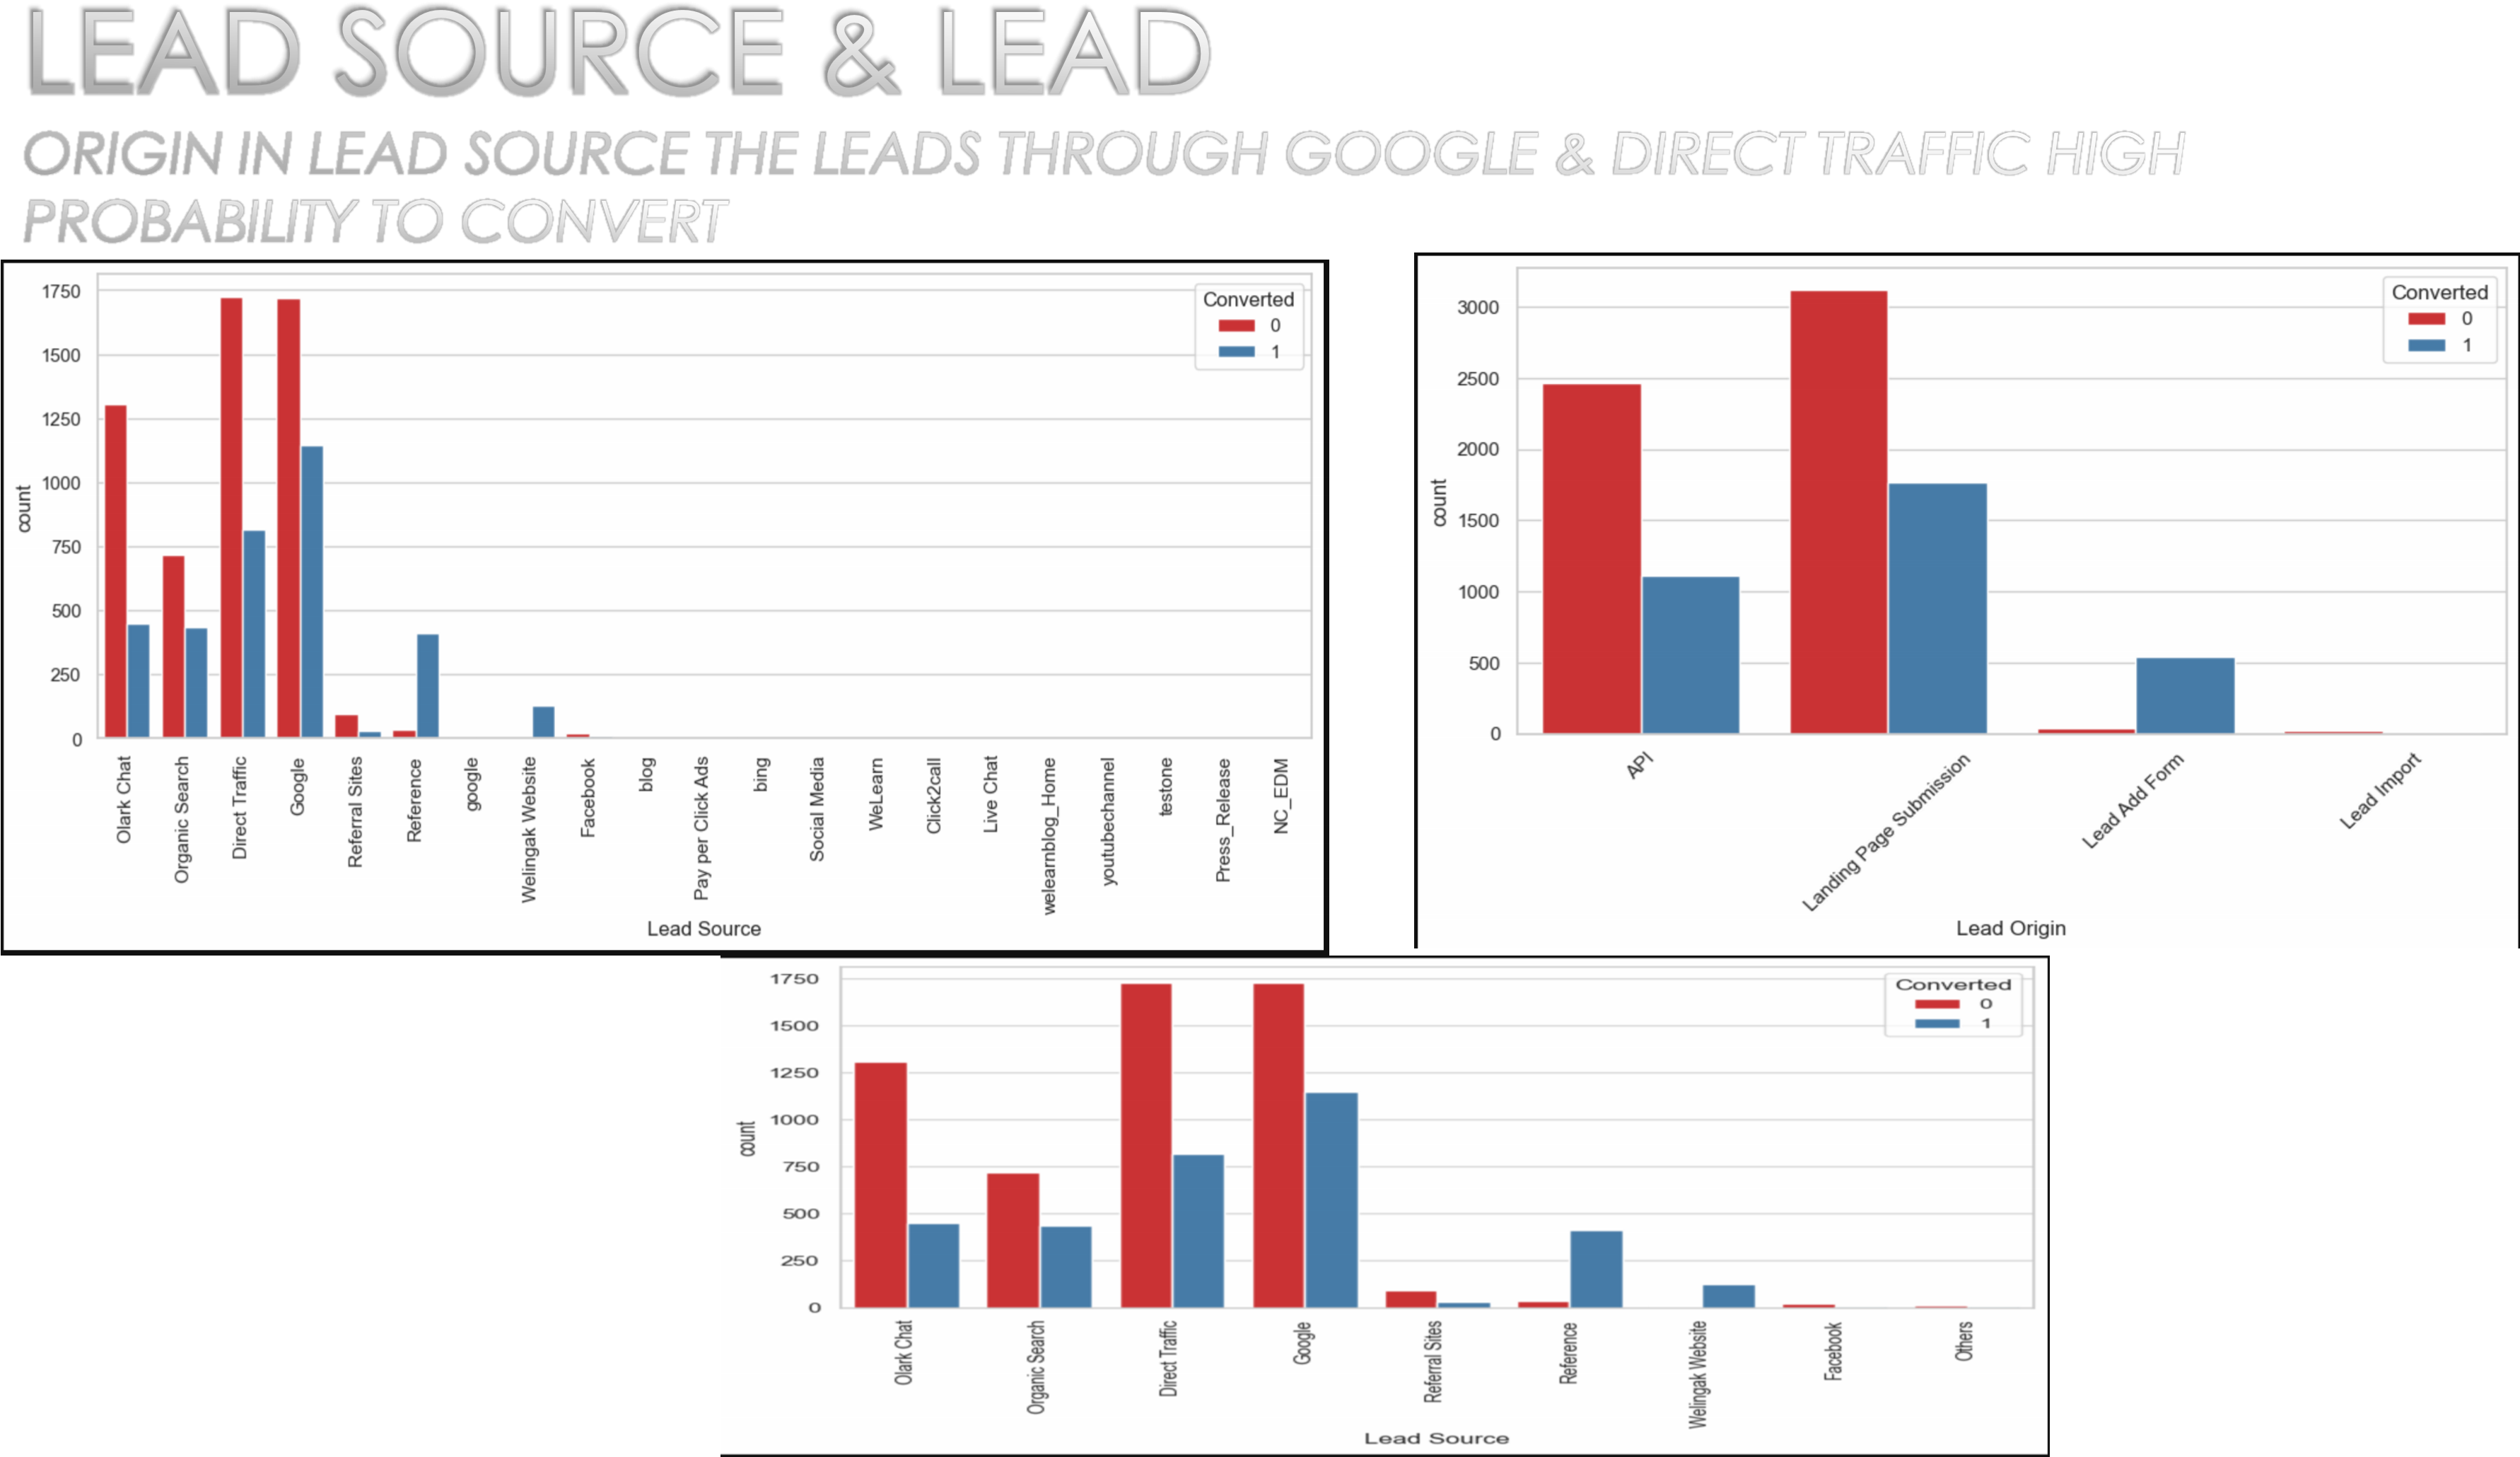 LEAD SOURCE & LEAD
ORIGIN IN LEAD SOURCE THE LEADS THROUGH GOOGLE & DIRECT TRAFFIC HIGH
PROBABILITY TO CONVERT
1750
1500
1250
1000
750
500
250
0
count
Converted
0
1
Olark Chat
Organic Search
Direct Traffic
Google
Referral Sites
Reference
google
Welingak Website
Facebook
blog
Pay per Click Ads
bing
Social Media
WeLearn
Click2call
Live Chat
welearnblog_Home
youtubechannel
testone
Press_Release
NC_EDM
Lead Source
3000
2500
2000
1500
1000
500
0
count
Converted
0
1
API
Landing Page Submission
Lead Add Form
Lead Import
Lead Origin
1750
1500
1250
1000
750
500
250
0
count
Converted
0
1
Olark Chat
Organic Search
Direct Traffic
Google
Referral Sites
Reference
Welingak Website
Facebook
Others
Lead Source